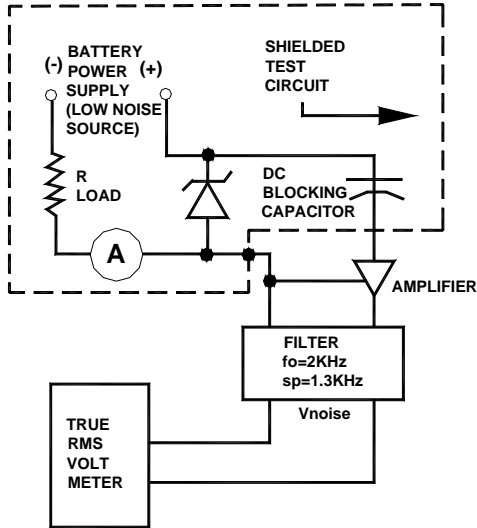 BATTERY
(-) POWER (+)
SUPPLY
(LOW NOISE
SOURCE)
SHIELDED
TEST
CIRCUIT
R
LOAD
DC
BLOCKING
CAPACITOR
A
AMPLIFIER
FILTER
fo=2KHz
sp=1.3KHz
Vnoise
TRUE
RMS
VOLT
METER